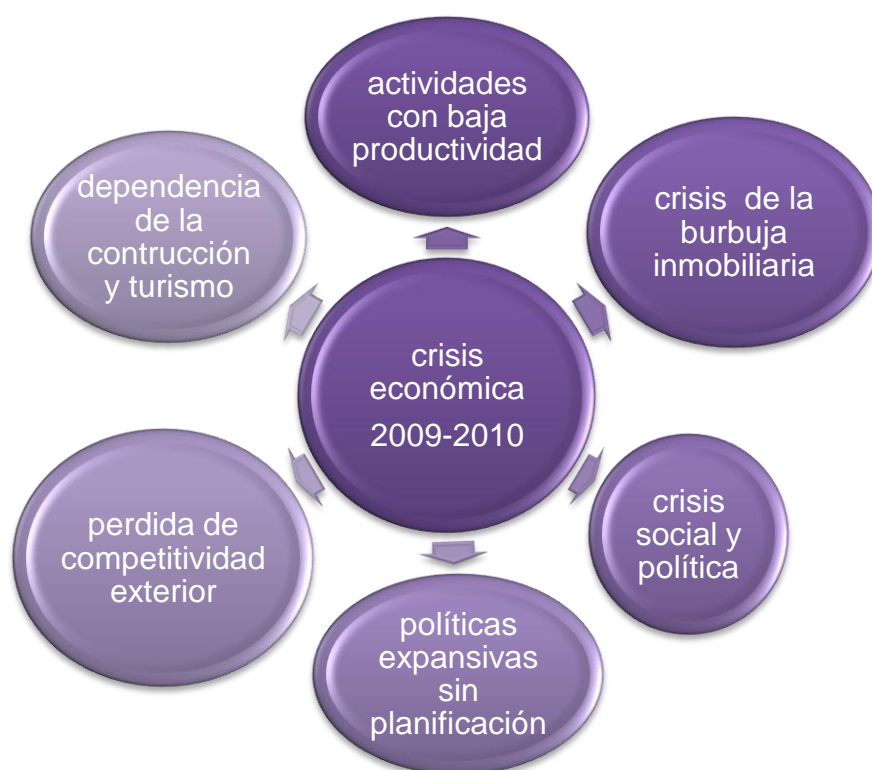 actividades
con baja
productividad
crisis de la
burbuja
inmobiliaria
crisis
social y
política
políticas
expansivas
sin
planificación
perdida de
competitividad
exterior
dependencia
de la
contrucción
y turismo
crisis
económica
2009-2010